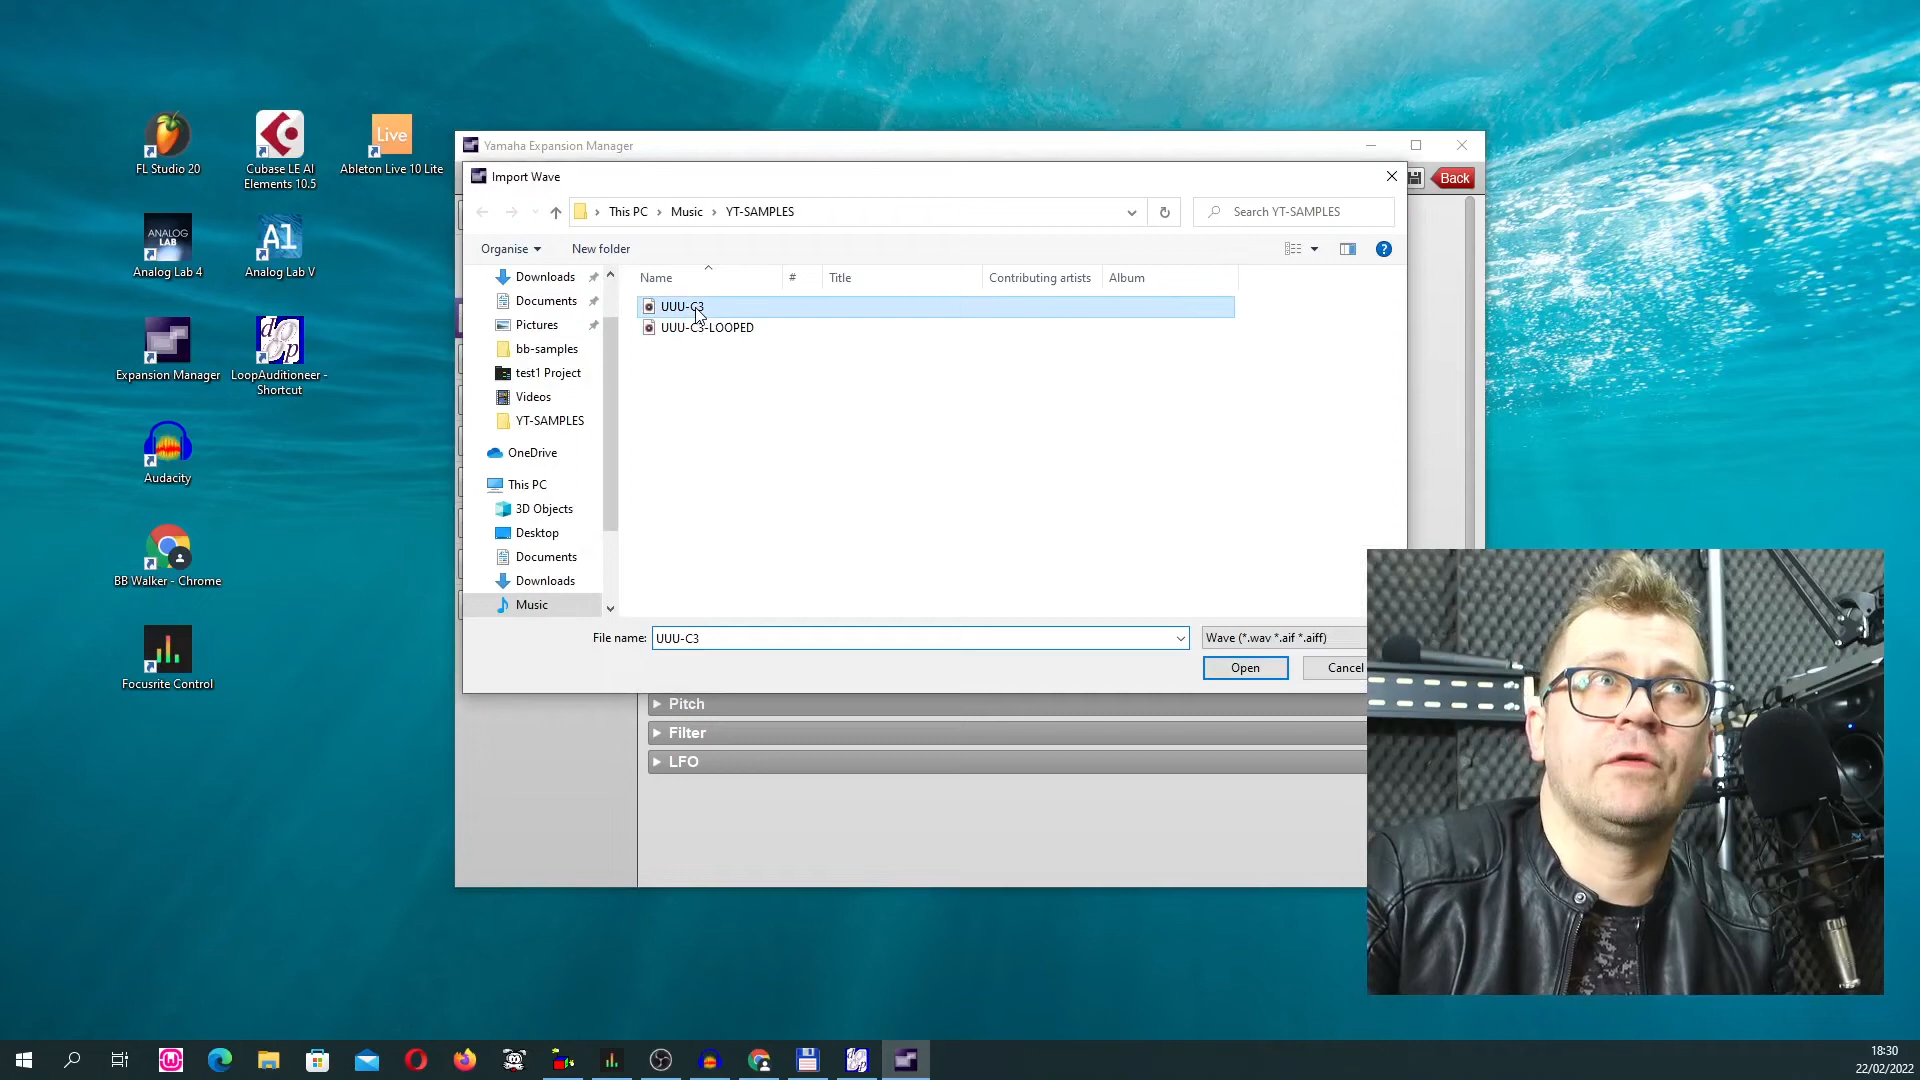 FL Studio 20
Cubase LE AI
Elements 10.5
Live
Ableton Live 10 Lite
ANALOG
LAB
Analog Lab 4
Analog Lab V
Expansion Manager
LoopAuditioneer -
Shortcut
Audacity
BB Walker - Chrome
Focusrite Control
Yamaha Expansion Manager
Back
Import Wave
This PC
Music
YT-SAMPLES
Search YT-SAMPLES
Organise
New folder
Downloads
Documents
Pictures
bb-samples
test1 Project
Videos
YT-SAMPLES
OneDrive
This PC
3D Objects
Desktop
Documents
Downloads
Music
Name
#
Title
Contributing artists
Album
UUU-C3
UUU-C3-LOOPED
File name:
UUU-C3
Wave (*.wav *.aif *.aiff)
Open
Cancel
Pitch
Filter
LFO
18:30
22/02/2022